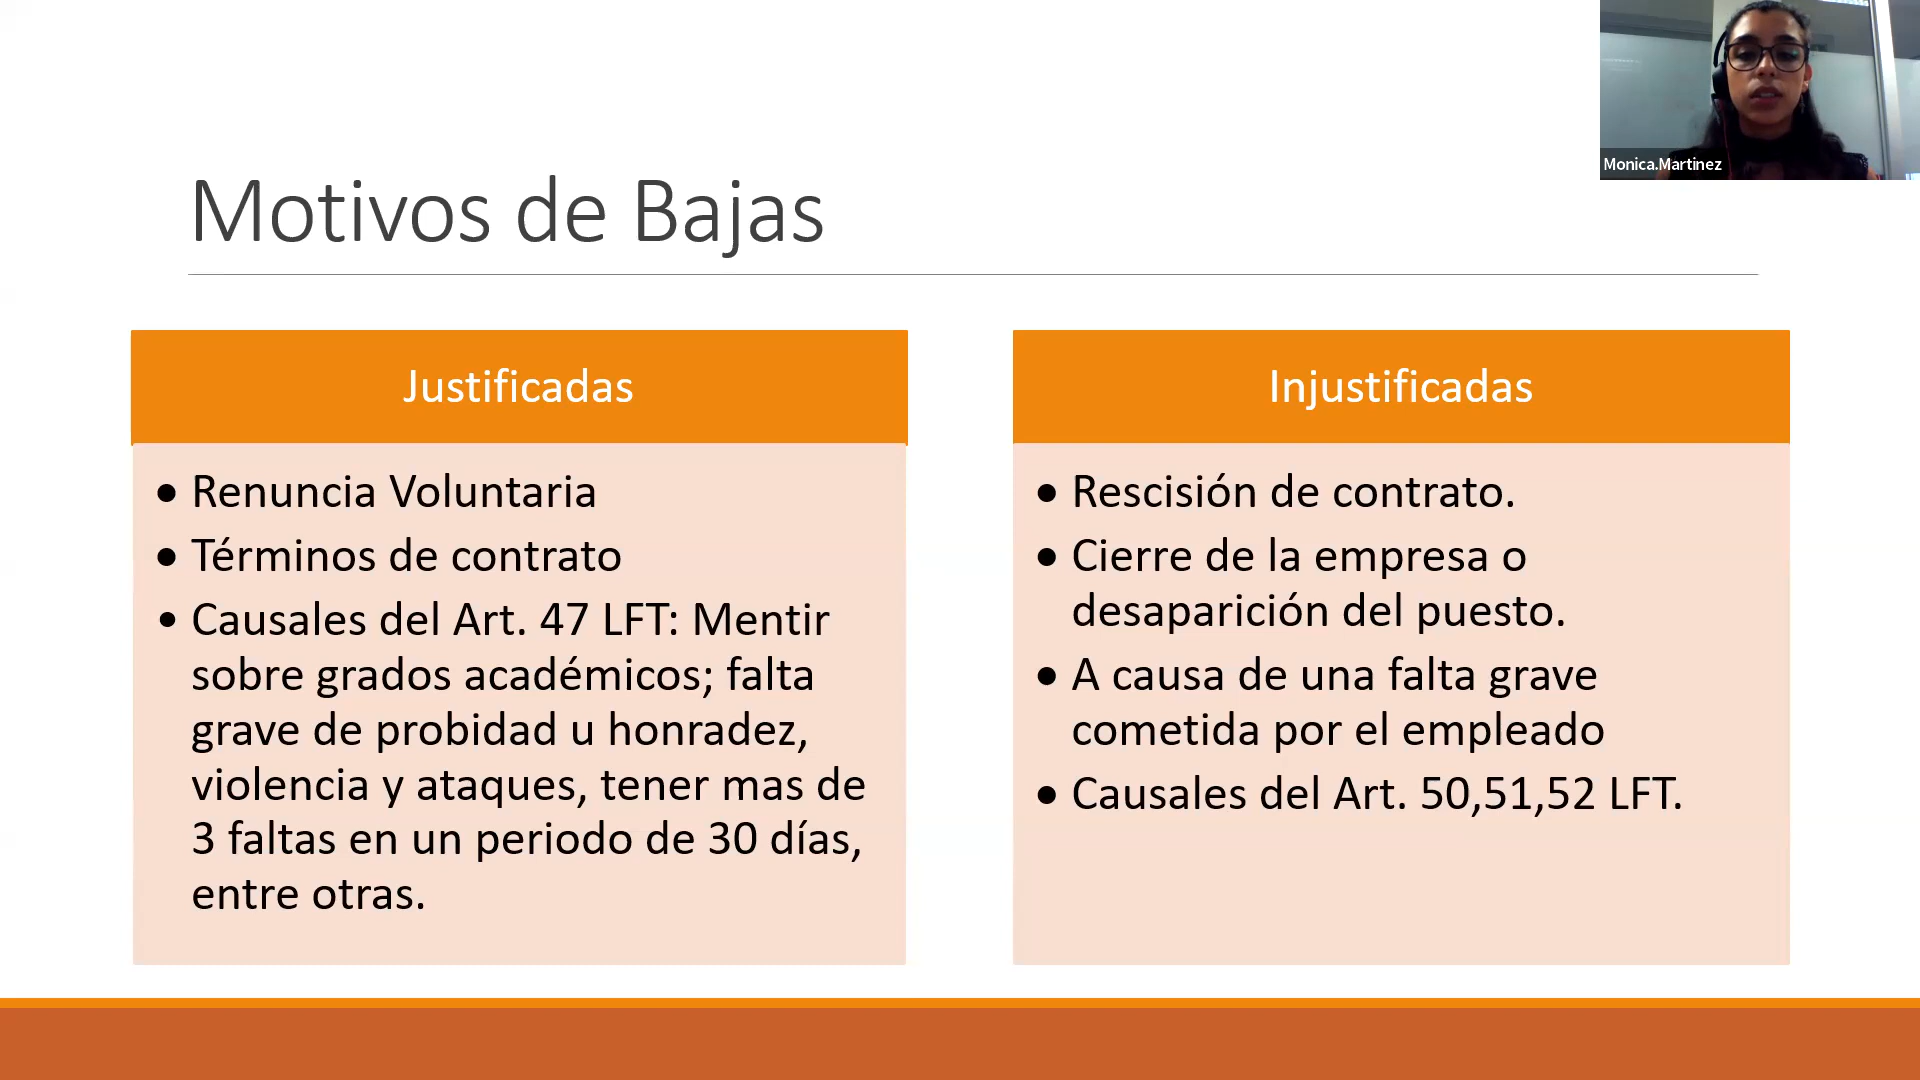 Monica.Martinez
Motivos de Bajas
Justificadas
• Renuncia Voluntaria
• Términos de contrato
• Causales del Art. 47 LFT: Mentir
sobre grados académicos; falta
grave de probidad u honradez,
violencia y ataques, tener mas de
3 faltas en un periodo de 30 días,
entre otras.
Injustificadas
• Rescisión de contrato.
• Cierre de la empresa o
desaparición del puesto.
• A causa de una falta grave
cometida por el empleado
• Causales del Art. 50,51,52 LFT.